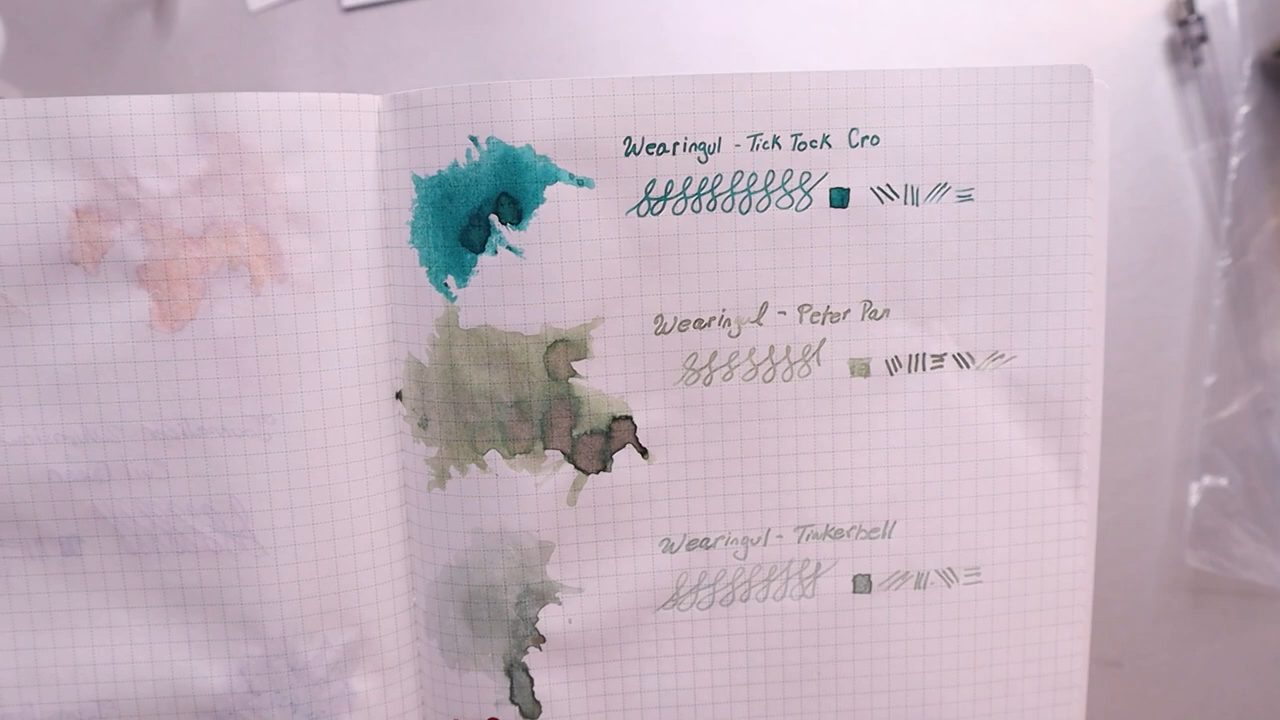 Wearingul - Tick Tock Cro
Wearingul - Peter Pan
Wearingul - Tinkerbell